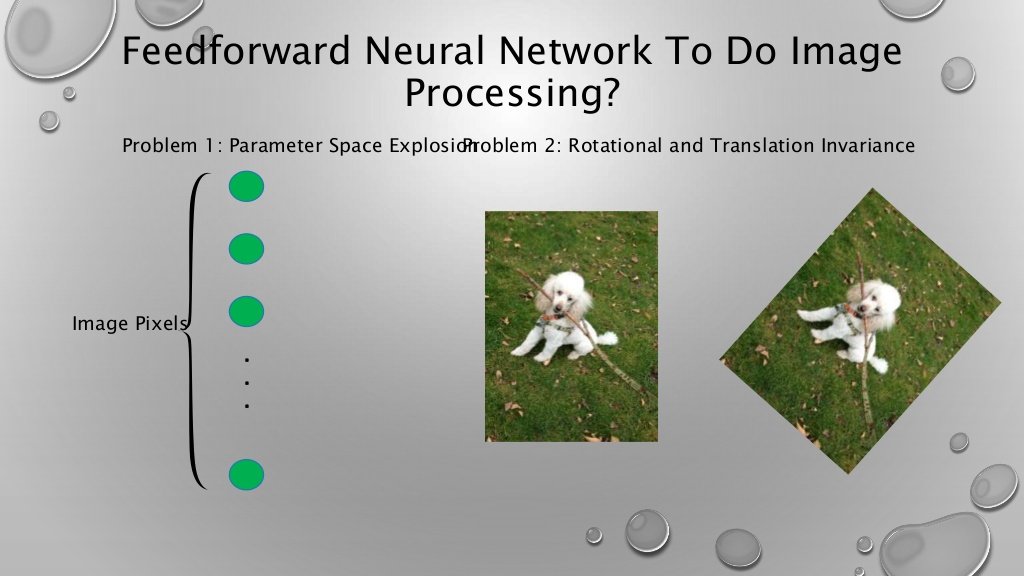 Feedforward Neural Network To Do Image
Processing?
Problem 1: Parameter Space Explosion
Problem 2: Rotational and Translation Invariance
Image Pixels